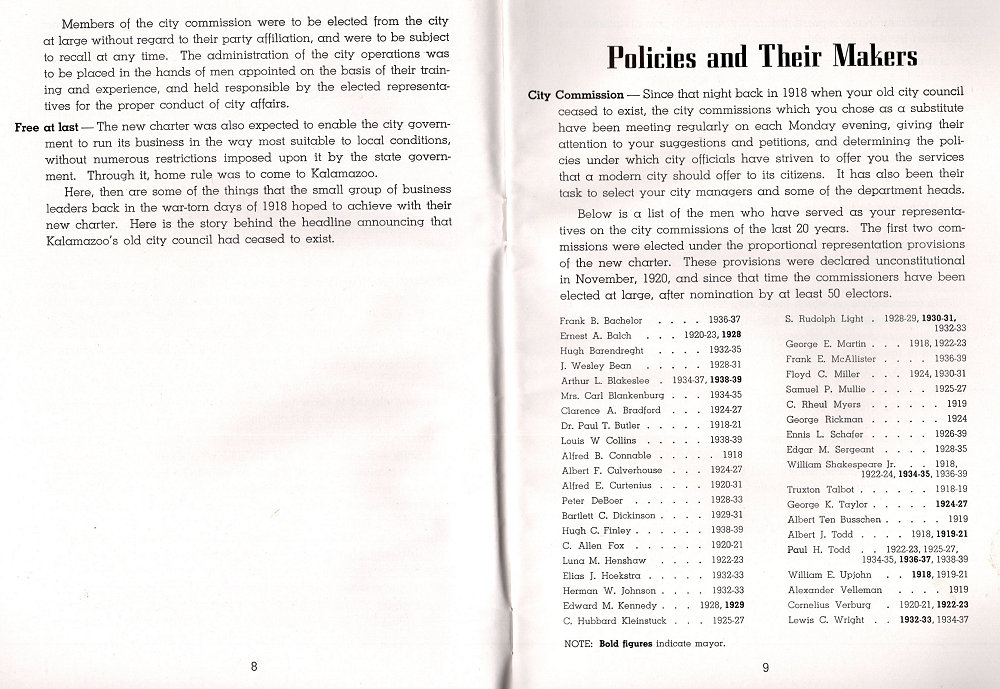 Members of the city commission were to be elected from the city
at large without regard to their party affiliation, and were to be subject
to recall at any time. The administration of the city operations was
to be placed in the hands of men appointed on the basis of their train-
ing and experience, and held responsible by the elected representa-
tives for the proper conduct of city affairs.
Free at last — The new charter was also expected to enable the city govern-
ment to run its business in the way most suitable to local conditions,
without numerous restrictions imposed upon it by the state govern-
ment. Through it, home rule was to come to Kalamazoo.
Here, then are some of the things that the small group of business
leaders back in the war-torn days of 1918 hoped to achieve with their
new charter. Here is the story behind the headline announcing that
Kalamazoo's old city council had ceased to exist.
8
Policies and Their Makers
City Commission — Since that night back in 1918 when your old city council
ceased to exist, the city commissions which you chose as a substitute
have been meeting regularly on each Monday evening, giving their
attention to your suggestions and petitions, and determining the poli-
cies under which city officials have striven to offer you the services
that a modern city should offer to its citizens. It has also been their
task to select your city managers and some of the department heads.
Below is a list of the men who have served as your representa-
tives on the city commissions of the last 20 years. The first two com-
missions were elected under the proportional representation provisions
of the new charter. These provisions were declared unconstitutional
in November, 1920, and since that time the commissioners have been
elected at large, after nomination by at least 50 electors.
Frank B. Bachelor . . . . 1936-37
Ernest A. Balch . . . 1920-23, 1928
Hugh Barendreght . . . . 1932-35
J. Wesley Bean . . . . . 1928-31
Arthur L. Blakeslee . 1934-37, 1938-39
Mrs. Carl Blankenburg . . . 1934-35
Clarence A. Bradford . . . 1924-27
Dr. Paul T. Butler . . . . . 1918-21
Louis W Collins . . . . . 1938-39
Alfred B. Connable . . . . . 1918
Albert F. Culverhouse . . . 1924-27
Alfred E. Curtenius . . . . 1920-31
Peter DeBoer . . . . . . 1928-33
Bartlett C. Dickinson . . . . 1929-31
Hugh C. Finley . . . . . . 1938-39
C. Allen Fox . . . . . . 1920-21
Luna M. Henshaw . . . . 1922-23
Elias J. Hoekstra . . . . . 1932-33
Herman W. Johnson . . . . 1932-33
Edward M. Kennedy . . . 1928, 1929
C. Hubbard Kleinstuck . . . 1925-27
S. Rudolph Light . 1928-29, 1930-31,
1932-33
George E. Martin . . . 1918, 1922-23
Frank E. McAllister . . . . 1936-39
Floyd C. Miller . . . 1924, 1930-31
Samuel P. Mullie . . . . . 1925-27
C. Rheul Myers . . . . . . 1919
George Rickman . . . . . . 1924
Ennis L. Schafer . . . . . 1926-39
Edgar M. Sergeant . . . . 1928-35
William Shakespeare Jr. . . 1918,
1922-24, 1934-35, 1936-39
Truxton Talbot . . . . . . 1918-19
George K. Taylor . . . . . 1924-27
Albert Ten Busschen . . . . . 1919
Albert J. Todd . . . . 1918, 1919-21
Paul H. Todd . . 1922-23, 1925-27,
1934-35, 1936-37, 1938-39
William E. Upjohn . . 1918, 1919-21
Alexander Velleman . . . . 1919
Cornelius Verburg . 1920-21, 1922-23
Lewis C. Wright . . 1932-33, 1934-37
NOTE: Bold figures indicate mayor.
9